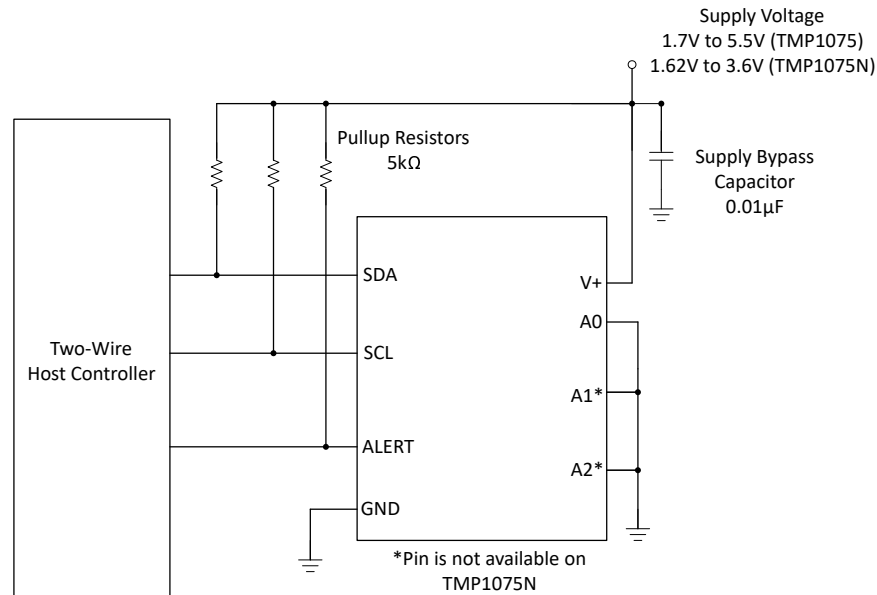 Supply Voltage
1.7V to 5.5V (TMP1075)
1.62V to 3.6V (TMP1075N)
Pullup Resistors
5kΩ
Supply Bypass
Capacitor
0.01µF
Two-Wire
Host Controller
SDA
SCL
ALERT
GND
V+
A0
A1*
A2*
*Pin is not available on
TMP1075N